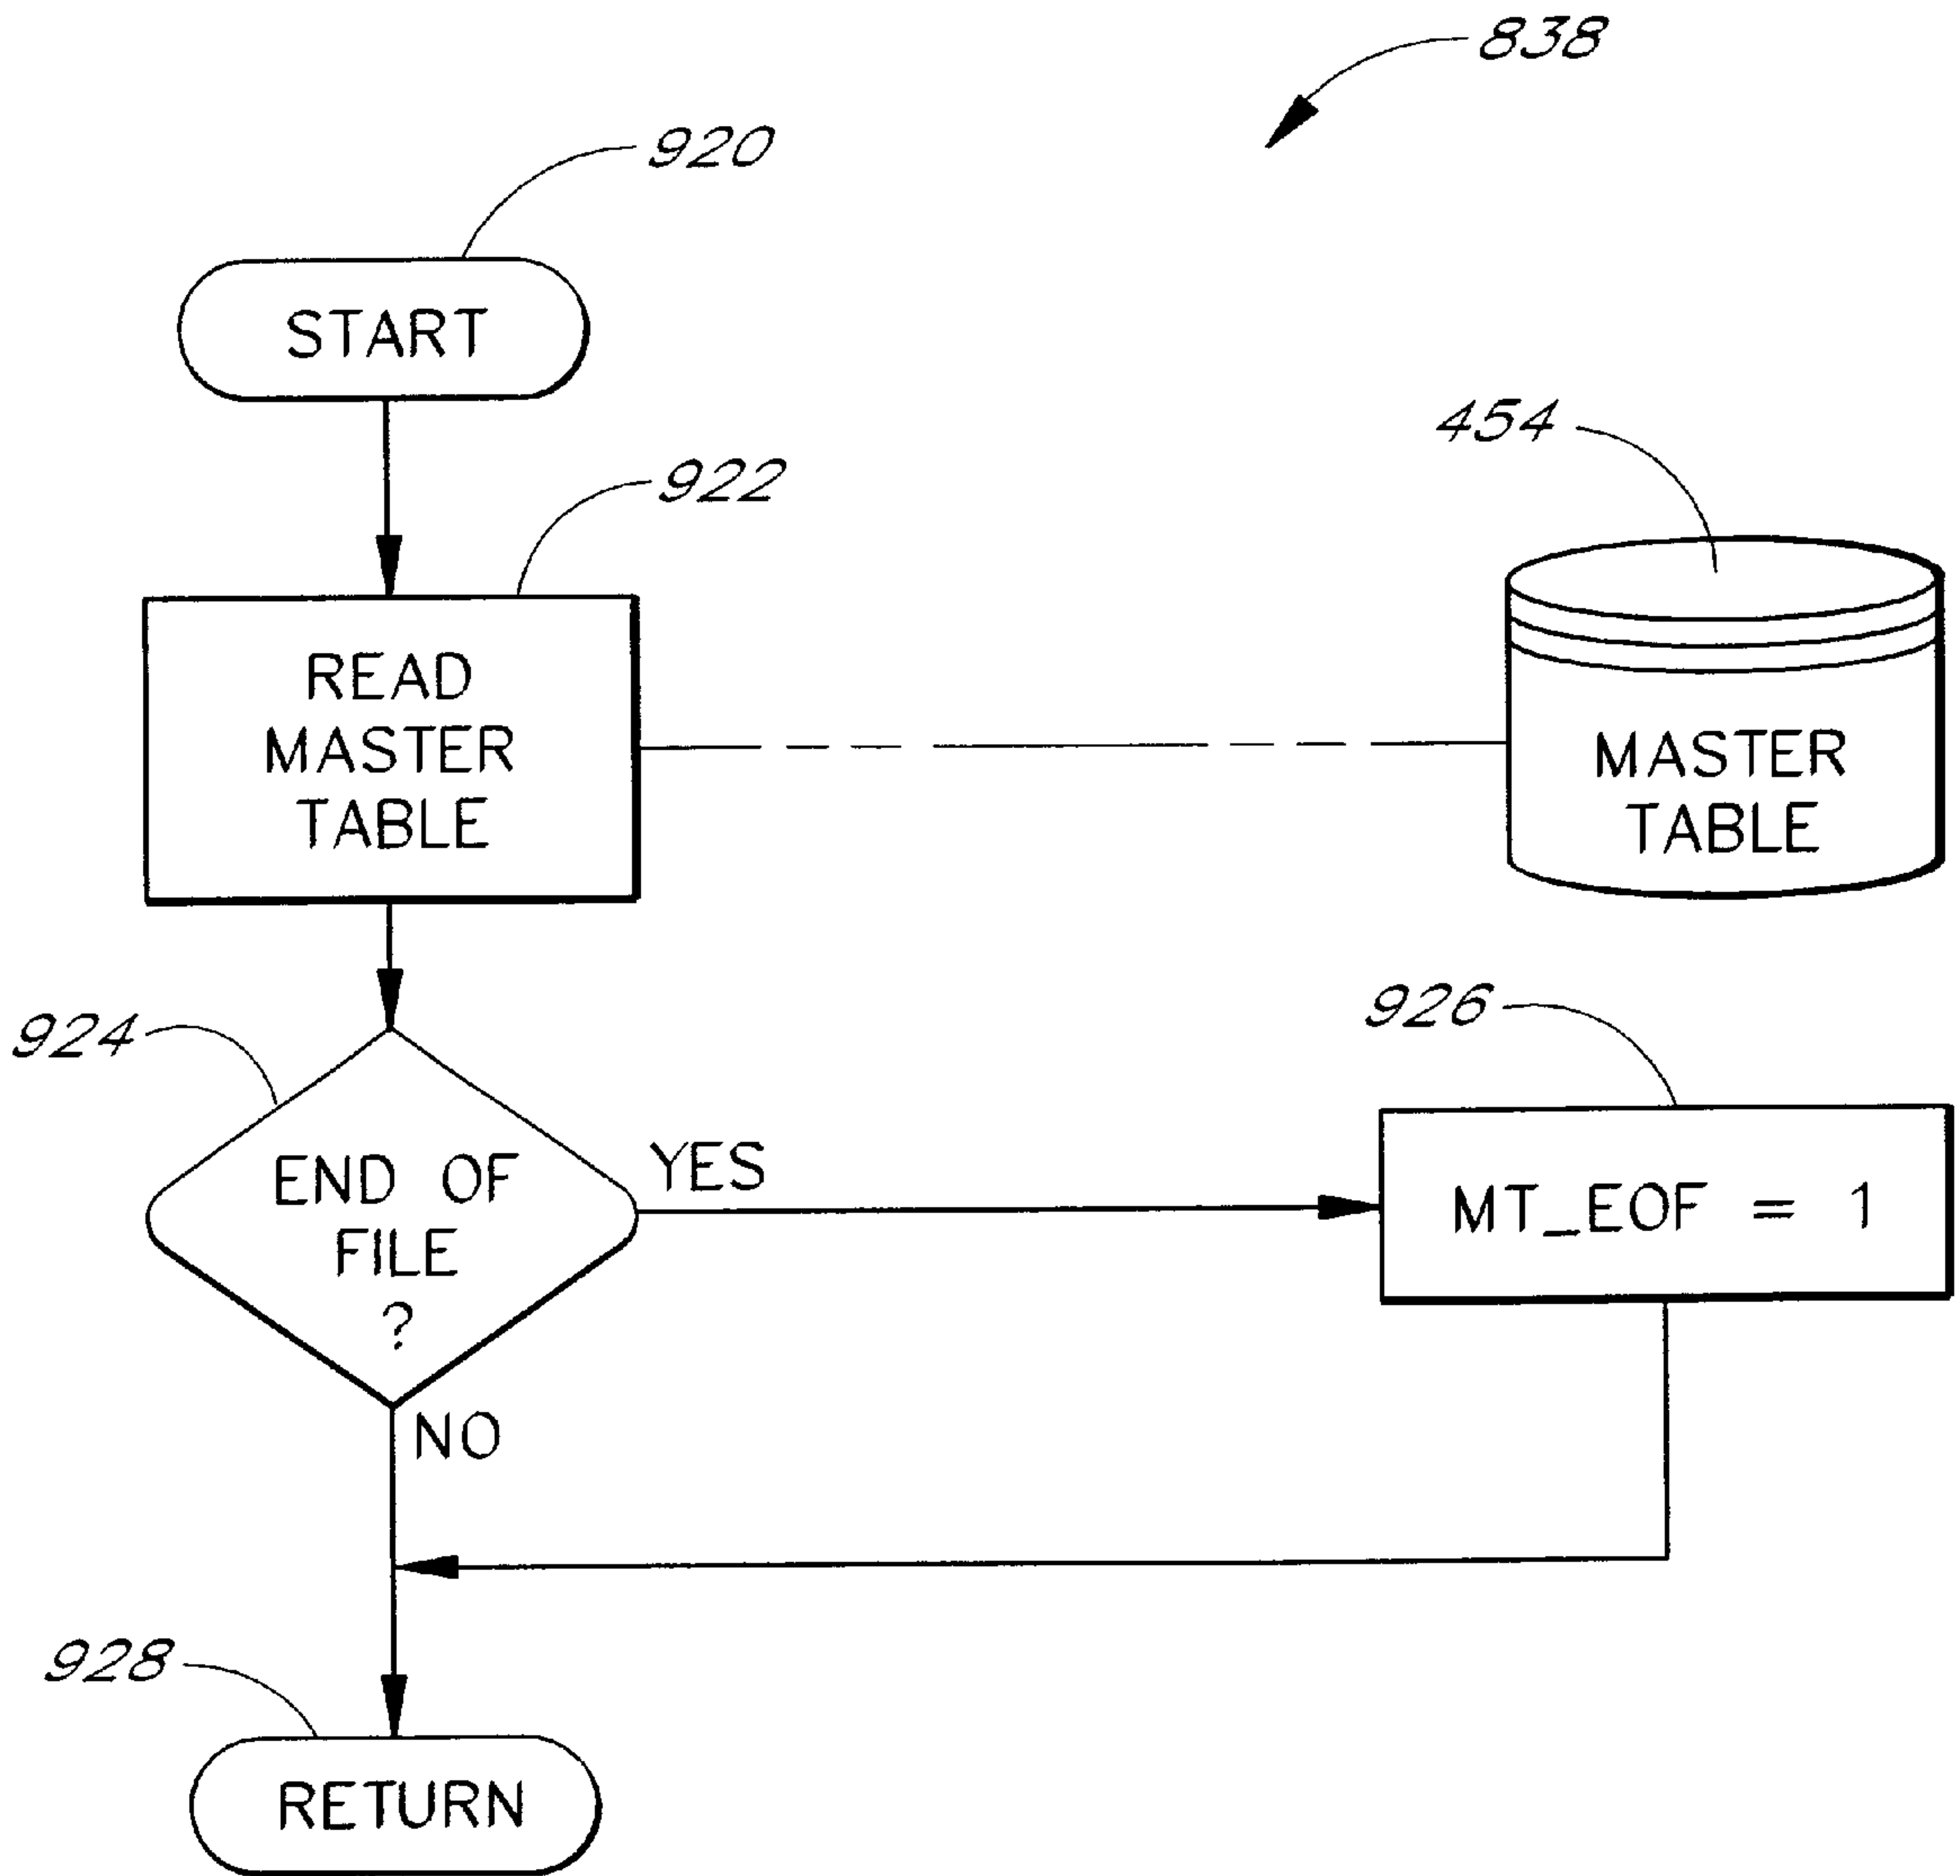 838
920
START
454
922
READ
MASTER
TABLE
MASTER
TABLE
924
926
END OF
FILE
?
YES
MT_EOF = 1
NO
928
RETURN